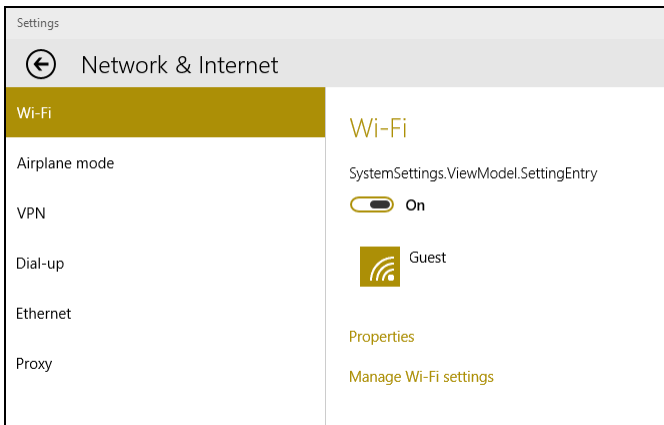 Settings
Network & Internet
Wi-Fi
Airplane mode
VPN
Dial-up
Ethernet
Proxy
Wi-Fi
SystemSettings.ViewModel.SettingEntry
On
Guest
Properties
Manage Wi-Fi settings